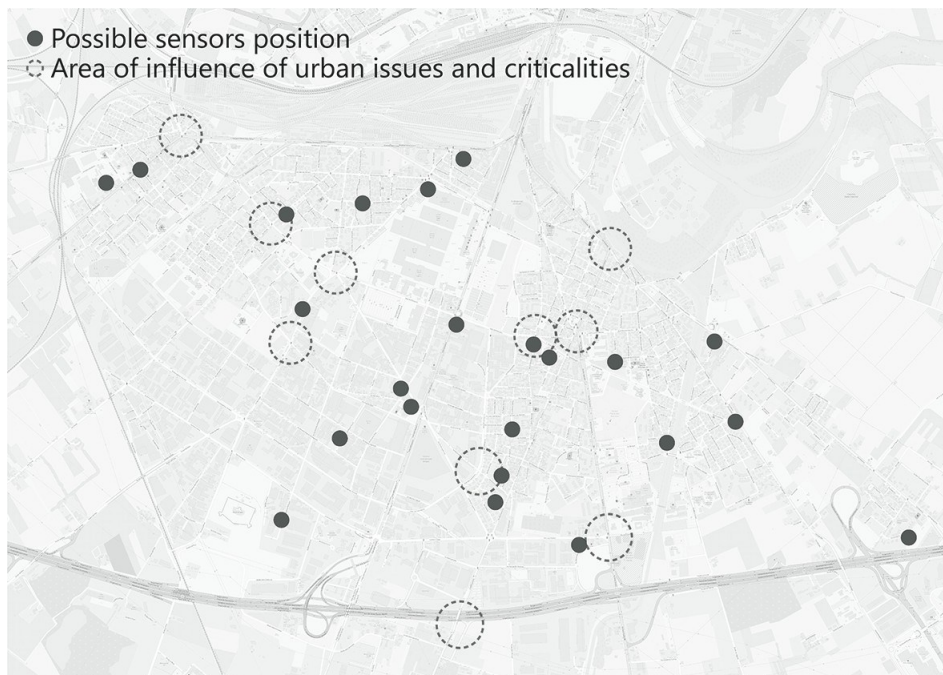 Possible sensors position
Area of influence of urban issues and criticalities